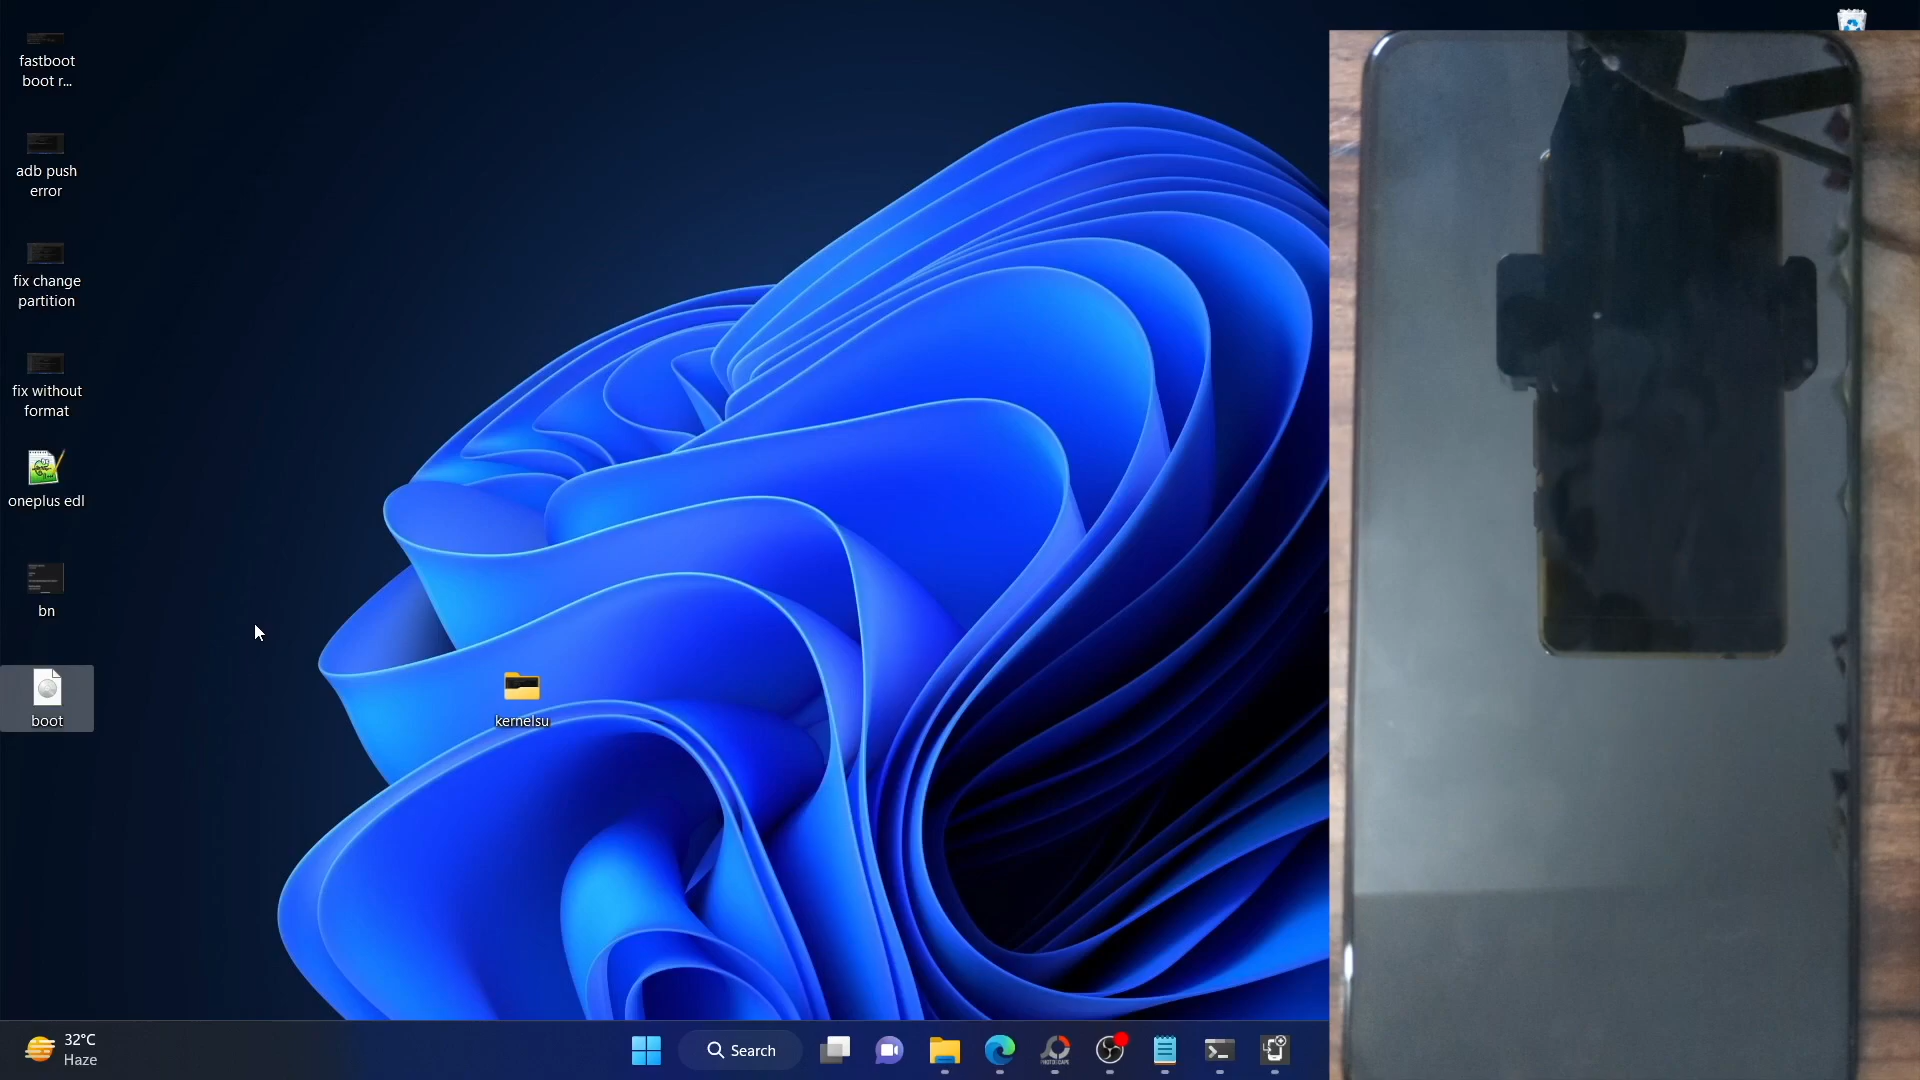 fastboot
boot r...
adb push
error
fix change
partition
fix without
format
oneplus edl
bn
boot
kernelsu
32°C
Haze
Search